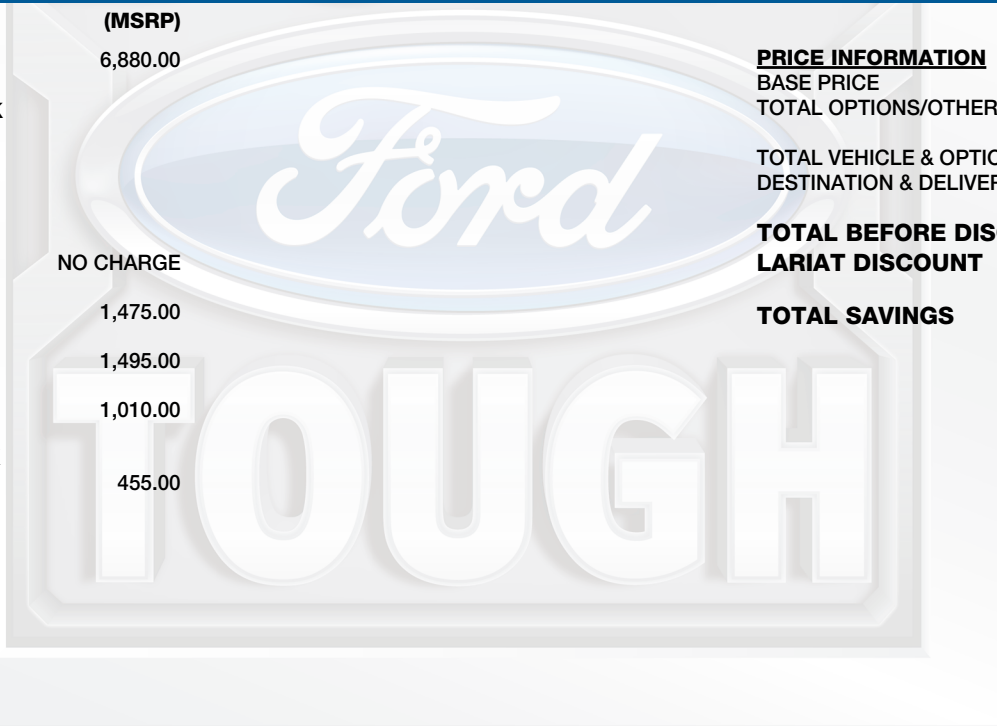 (MSRP)
6,880.00
NO CHARGE
1,475.00
1,495.00
1,010.00
455.00
PRICE INFORMATION
BASE PRICE
TOTAL OPTIONS/OTHER
TOTAL VEHICLE & OPTIO
DESTINATION & DELIVER
TOTAL BEFORE DISC
LARIAT DISCOUNT
TOTAL SAVINGS
Ford
TOUGH